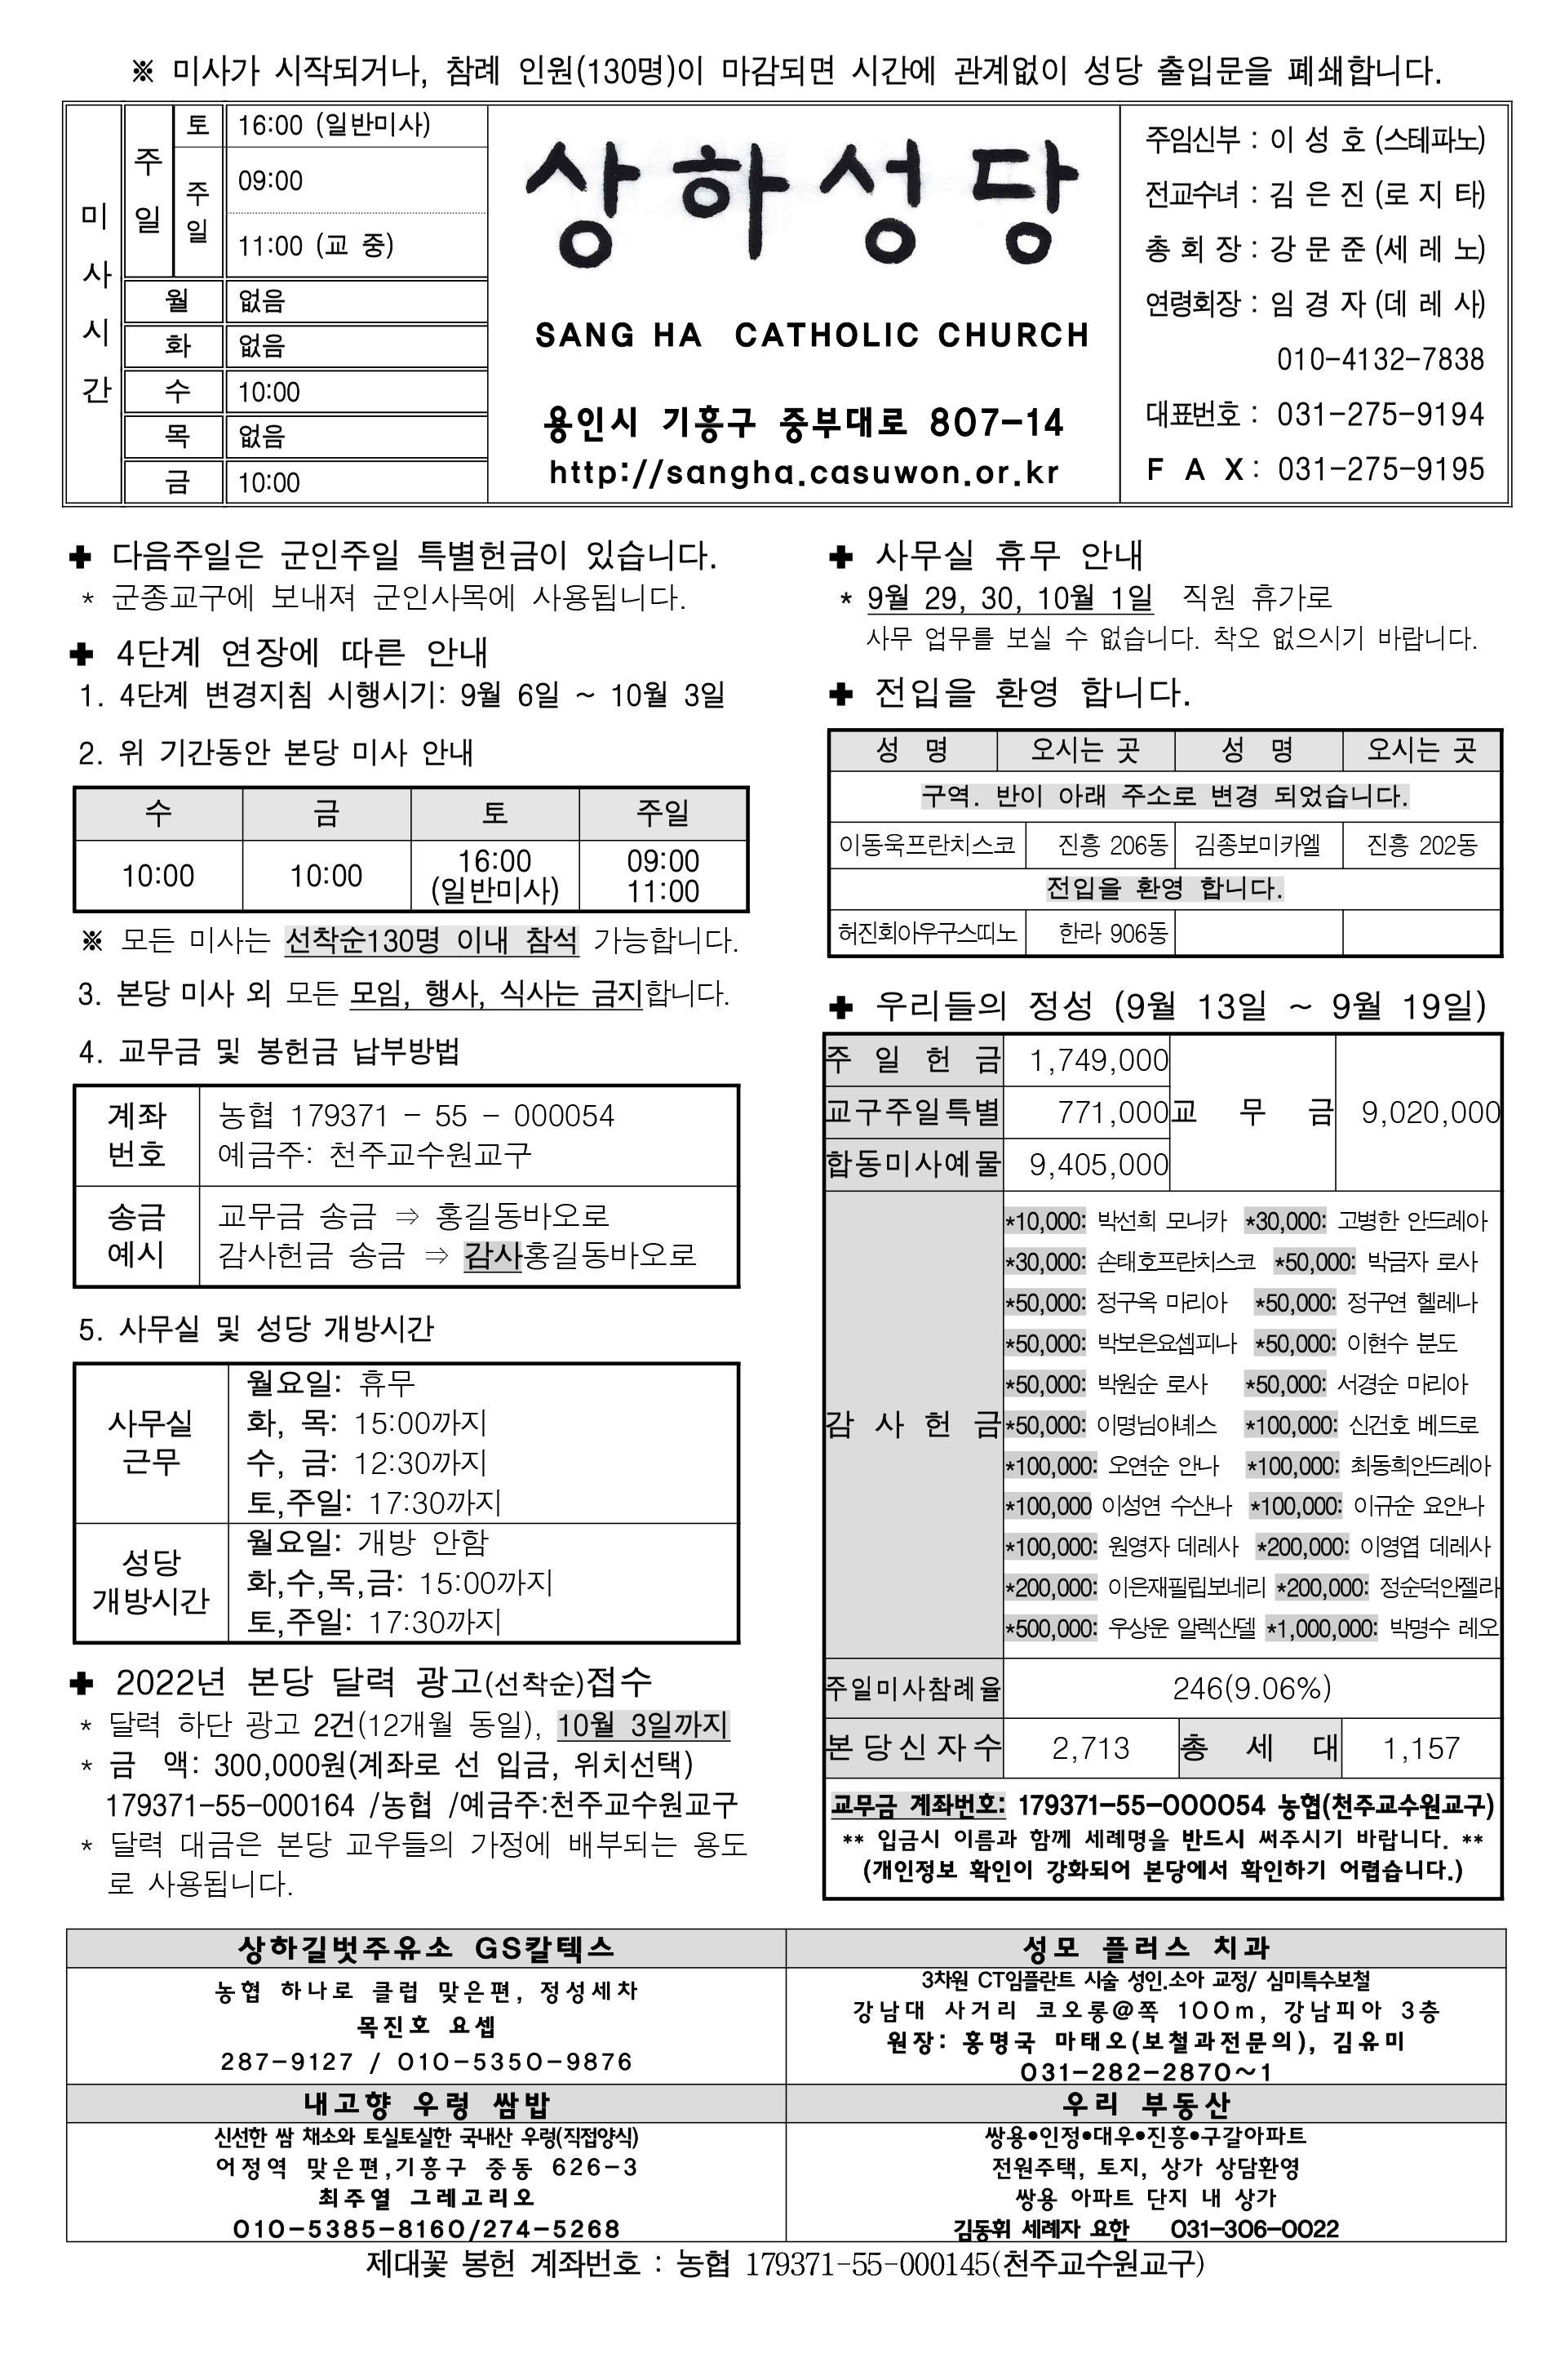 ※ 미사가 시작되거나, 참례 인원(130명)이 마감되면 시간에 관계없이 성당 출입문을 폐쇄합니다.
미사시간
주일
토 16:00 (일반미사)
주일 09:00
11:00 (교 중)
월 없음
화 없음
수 10:00
목 없음
금 10:00
상하성당
SANG HA CATHOLIC CHURCH
용인시 기흥구 중부대로 807-14
http://sangha.casuwon.or.kr
주임신부 : 이 성 호 (스테파노)
전교수녀 : 김 은 진 (로 지 타)
총 회 장 : 강 문 준 (세 레 노)
연령회장 : 임 경 자 (데 레 사)
010-4132-7838
대표번호 : 031-275-9194
F A X : 031-275-9195
✚ 다음주일은 군인주일 특별헌금이 있습니다.
* 군종교구에 보내져 군인사목에 사용됩니다.
✚ 4단계 연장에 따른 안내
1. 4단계 변경지침 시행시기: 9월 6일 ~ 10월 3일
2. 위 기간동안 본당 미사 안내
수 금 토 주일
10:00 10:00 16:00 (일반미사) 09:00 11:00
※ 모든 미사는 선착순130명 이내 참석 가능합니다.
3. 본당 미사 외 모든 모임, 행사, 식사는 금지합니다.
4. 교무금 및 봉헌금 납부방법
계좌번호
농협 179371 - 55 - 000054
예금주: 천주교수원교구
송금예시
교무금 송금 ⇒ 홍길동바오로
감사헌금 송금 ⇒ 감사홍길동바오로
5. 사무실 및 성당 개방시간
사무실 근무
월요일: 휴무
화, 목: 15:00까지
수, 금: 12:30까지
토,주일: 17:30까지
성당 개방시간
월요일: 개방 안함
화,수,목,금: 15:00까지
토,주일: 17:30까지
✚ 2022년 본당 달력 광고(선착순)접수
* 달력 하단 광고 2건(12개월 동일), 10월 3일까지
* 금 액: 300,000원(계좌로 선 입금, 위치선택)
179371-55-000164 /농협 /예금주:천주교수원교구
* 달력 대금은 본당 교우들의 가정에 배부되는 용도
로 사용됩니다.
✚ 사무실 휴무 안내
* 9월 29, 30, 10월 1일 직원 휴가로
사무 업무를 보실 수 없습니다. 착오 없으시기 바랍니다.
✚ 전입을 환영 합니다.
성 명 오시는 곳 성 명 오시는 곳
구역. 반이 아래 주소로 변경 되었습니다.
이동욱프란치스코 진흥 206동 김종보미카엘 진흥 202동
전입을 환영 합니다.
허진회아우구스띠노 한라 906동
✚ 우리들의 정성 (9월 13일 ~ 9월 19일)
주 일 헌 금 1,749,000
교구주일특별 771,000 교 무 금 9,020,000
합동미사예물 9,405,000
감 사 헌 금
*10,000: 박선희 모니카 *30,000: 고병한 안드레아
*30,000: 손태호프란치스코 *50,000: 박금자 로사
*50,000: 정구옥 마리아 *50,000: 정구연 헬레나
*50,000: 박보은요셉피나 *50,000: 이현수 분도
*50,000: 박원순 로사 *50,000: 서경순 마리아
*50,000: 이명님아녜스 *100,000: 신건호 베드로
*100,000: 오연순 안나 *100,000: 최동희안드레아
*100,000 이성연 수산나 *100,000: 이규순 요안나
*100,000: 원영자 데레사 *200,000: 이영엽 데레사
*200,000: 이은재필립보네리 *200,000: 정순덕안젤라
*500,000: 우상운 알렉산델 *1,000,000: 박명수 레오
주일미사참례율 246(9.06%)
본당신자수 2,713 총 세 대 1,157
교무금 계좌번호: 179371-55-000054 농협(천주교수원교구)
** 입금시 이름과 함께 세례명을 반드시 써주시기 바랍니다. **
(개인정보 확인이 강화되어 본당에서 확인하기 어렵습니다.)
상하길벗주유소 GS칼텍스
농협 하나로 클럽 맞은편, 정성세차
목진호 요셉
287-9127 / 010-5350-9876
성모 플러스 치과
3차원 CT임플란트 시술 성인.소아 교정/ 심미특수보철
강남대 사거리 코오롱@쪽 100m, 강남피아 3층
원장: 홍명국 마태오(보철과전문의), 김유미
031-282-2870~1
내고향 우렁 쌈밥
신선한 쌈 채소와 토실토실한 국내산 우렁(직접양식)
어정역 맞은편,기흥구 중동 626-3
최주열 그레고리오
010-5385-8160/274-5268
우리 부동산
쌍용•인정•대우•진흥•구갈아파트
전원주택, 토지, 상가 상담환영
쌍용 아파트 단지 내 상가
김동휘 세례자 요한 031-306-0022
제대꽃 봉헌 계좌번호 : 농협 179371-55-000145(천주교수원교구)